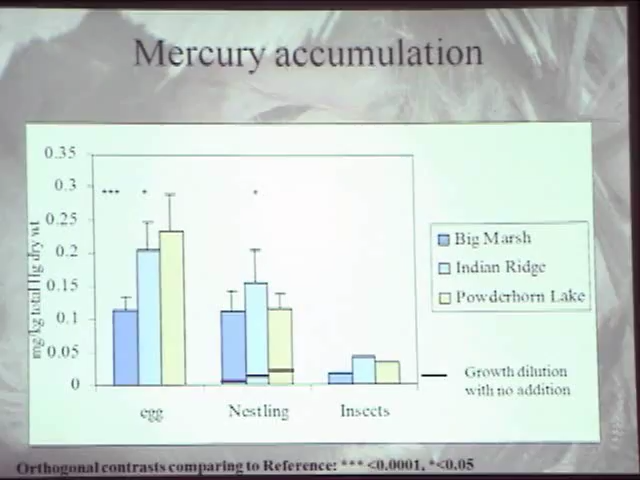 Mercury accumulation
0.35
0.3
0.25
0.2
0.15
0.1
0.05
0
mg/kg total Hg dry wt
*** * *
egg Nestling Insects
Big Marsh
Indian Ridge
Powderhorn Lake
Growth dilution
with no addition
Orthogonal contrasts comparing to Reference: *** <0.0001, *<0.05